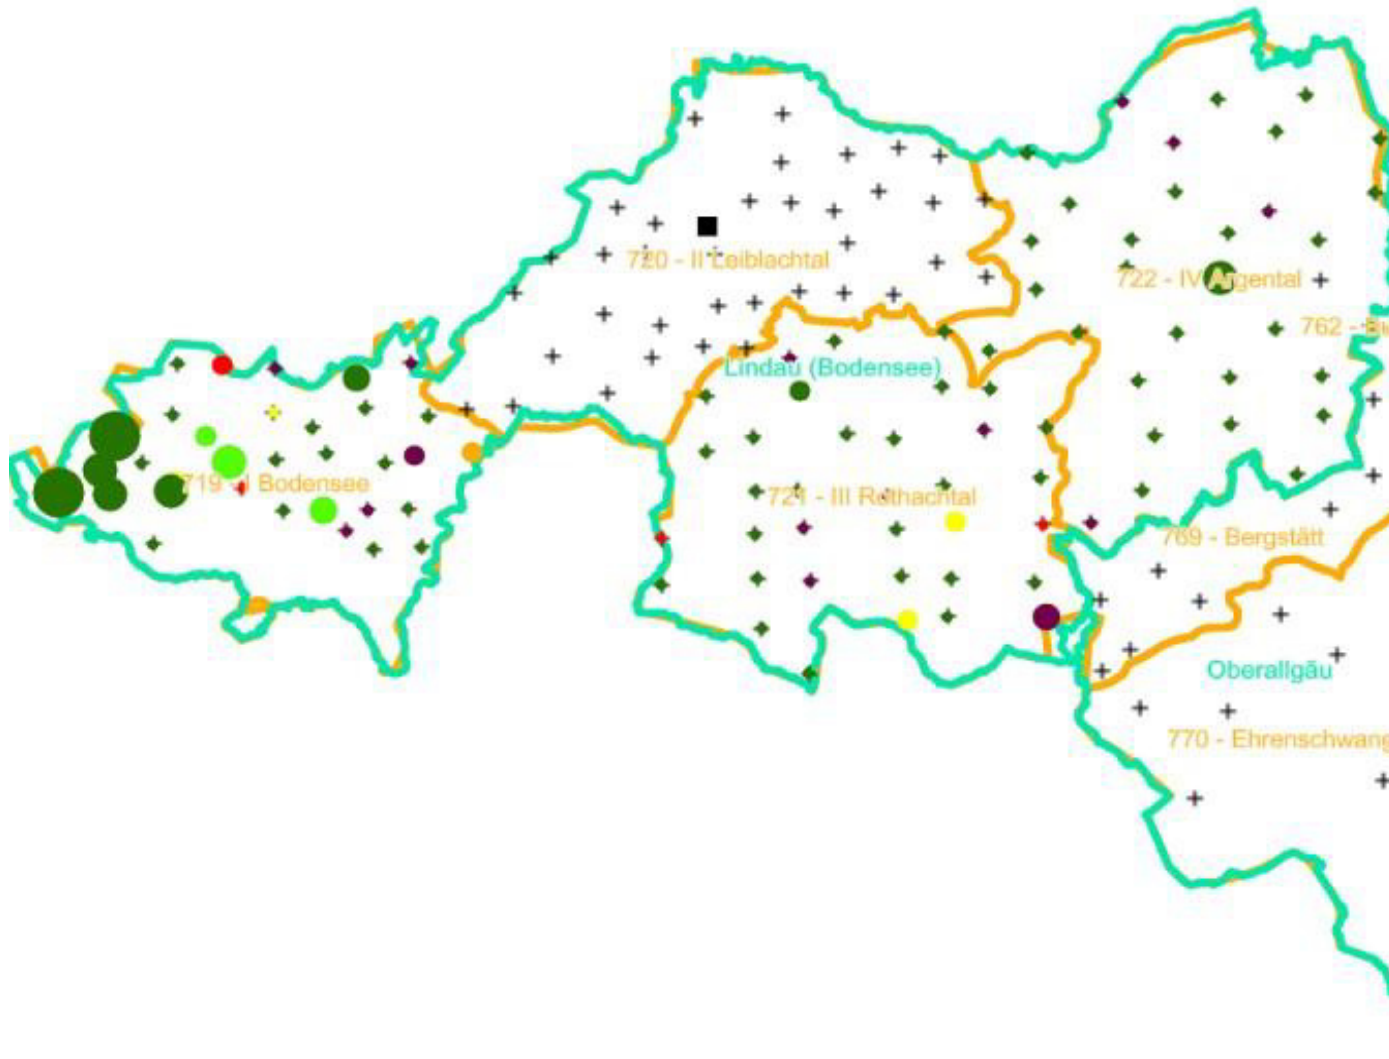 720 - II Leiblachtal
722 - IV Argental
762 -
Lindau (Bodensee)
719 - I Bodensee
721 - III Rothachtal
769 - Bergstätt
Oberallgäu
770 - Ehrenschwang